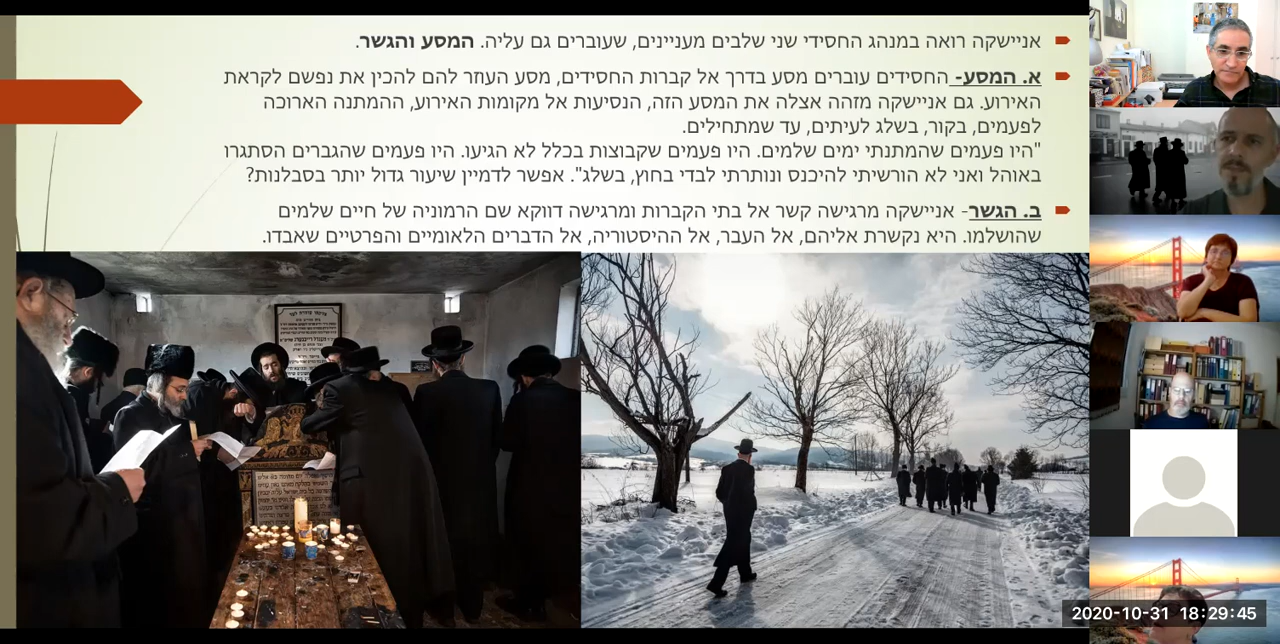 אניישקה רואה במנהג החסידי שני שלבים מעניינים, שעוברים גם עליה. המסע והגשר.
א. המסע- החסידים עוברים מסע בדרך אל קברות החסידים, מסע העוזר להם להכין את נפשם לקראת
האירוע. גם אניישקה מזהה אצלה את המסע הזה, הנסיעות אל מקומות האירוע, ההמתנה הארוכה
לפעמים, בקור, בשלג לעיתים, עד שמתחילים.
"היו פעמים שהמתנתי ימים שלמים. היו פעמים שקבוצות בכלל לא הגיעו. היו פעמים שהגברים הסתגרו
באוהל ואני לא הורשיתי להיכנס ונותרתי לבדי בחוץ, בשלג". אפשר לדמיין שיעור גדול יותר בסבלנות?
ב. הגשר- אניישקה מרגישה קשר אל בתי הקברות ומרגישה דווקא שם הרמוניה של חיים שלמים
שהושלמו. היא נקשרת אליהם, אל העבר, אל ההיסטוריה, אל הדברים הלאומיים והפרטיים שאבדו.
2020-10-31 18:29:45